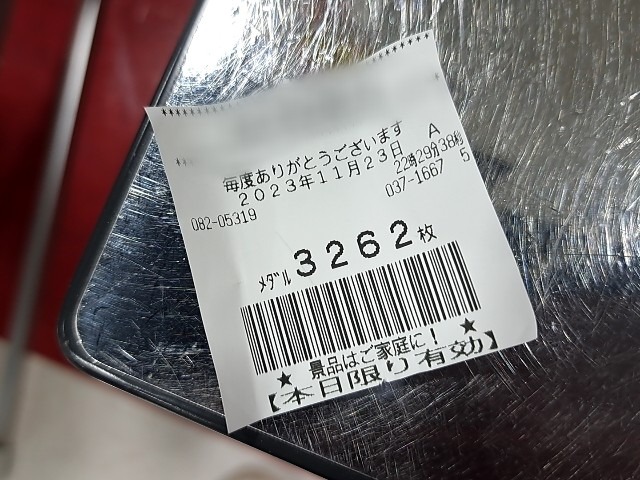 毎度ありがとうございます A
2023年11月23日 22時29分38秒
082-05319 037-1667 5
ﾒﾀﾞﾙ 3262枚
★景品はご家庭に!★
【本日限り有効】